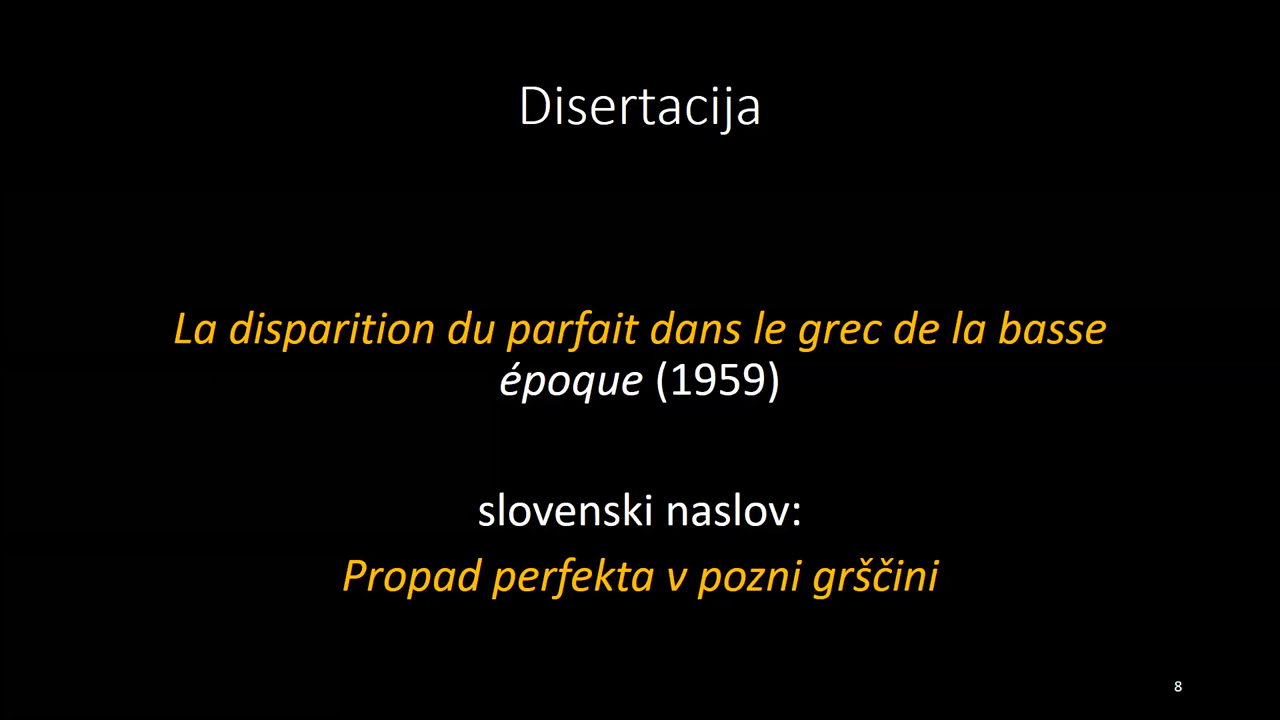 Disertacija
La disparition du parfait dans le grec de la basse
époque (1959)
slovenski naslov:
Propad perfekta v pozni grščini
8